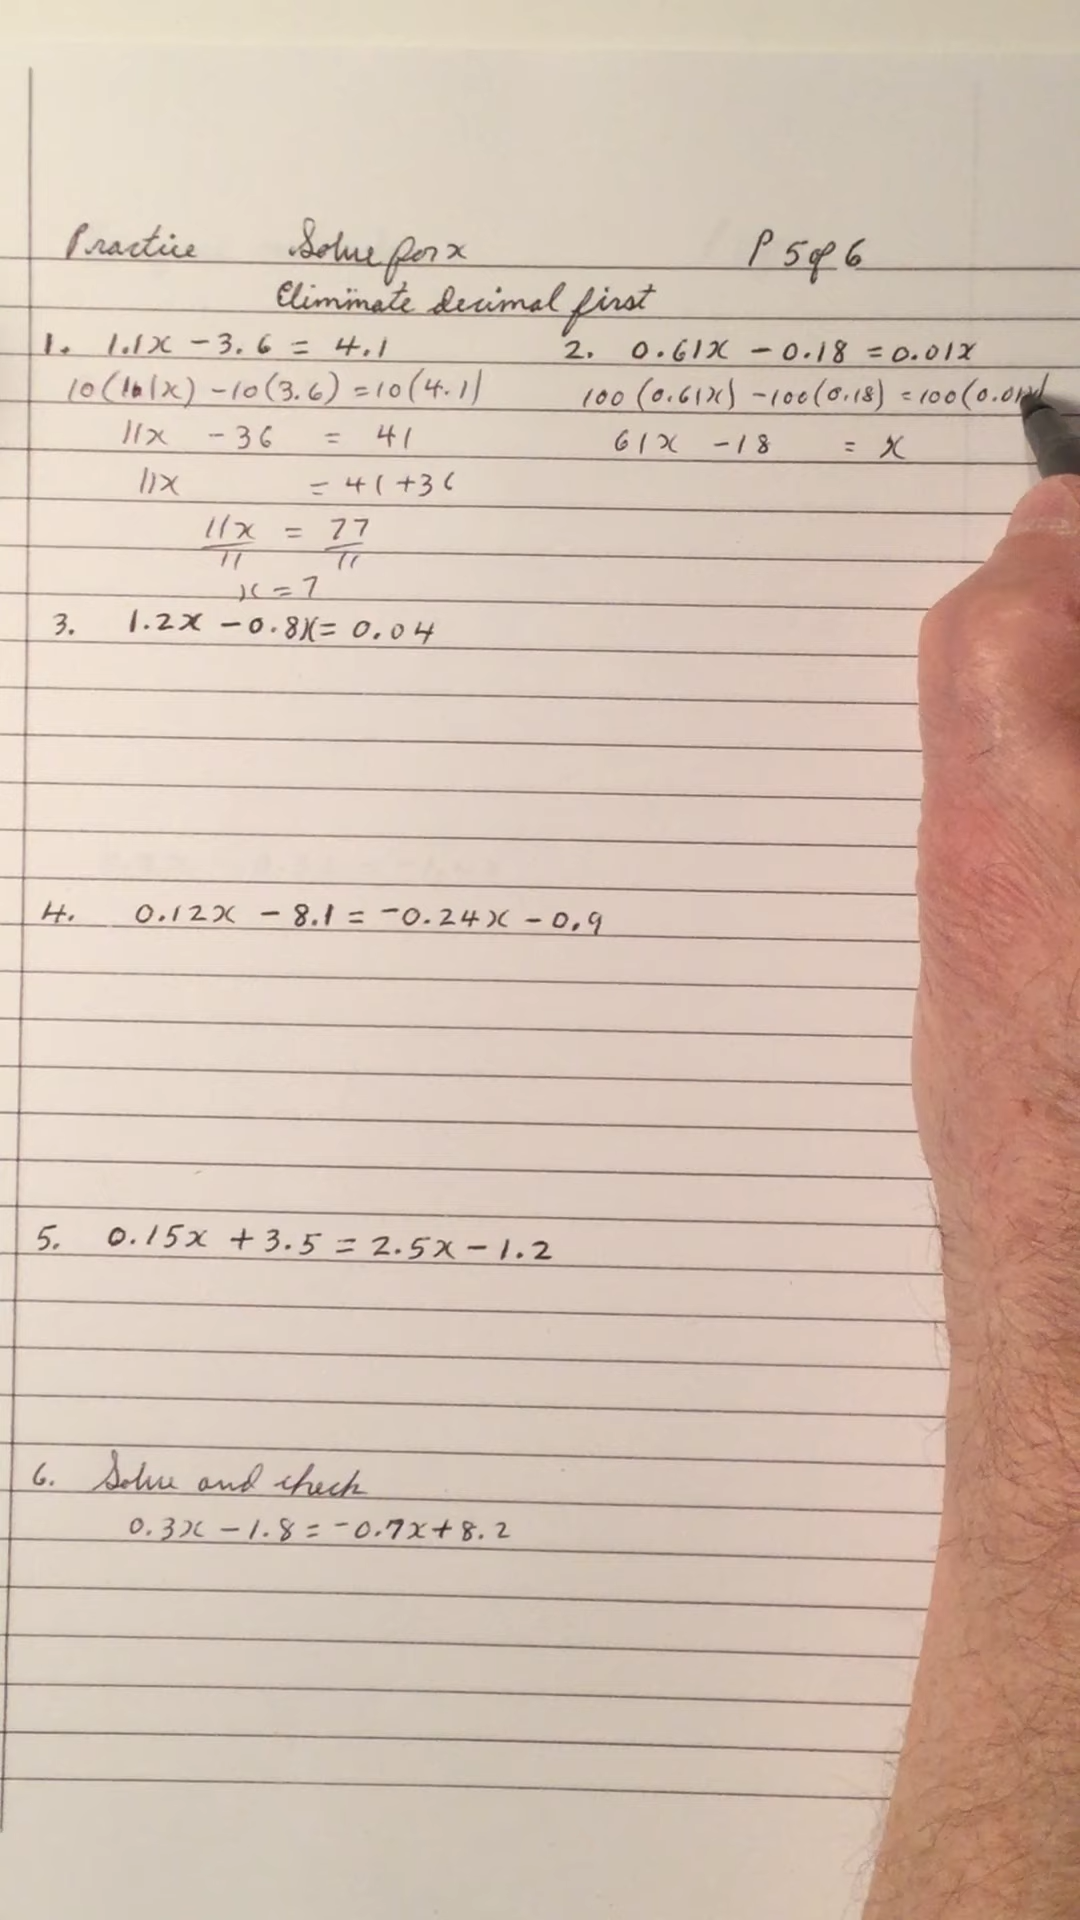 Practice Solve for x P 5 of 6
Eliminate decimal first
1. 1.1x - 3.6 = 4.1
10(1.1x) - 10(3.6) = 10(4.1)
11x - 36 = 41
11x = 41 + 36
11x/11 = 77/11
x = 7
2. 0.61x - 0.18 = 0.01x
100(0.61x) - 100(0.18) = 100(0.01x)
61x - 18 = x
3. 1.2x - 0.8x = 0.04
4. 0.12x - 8.1 = -0.24x - 0.9
5. 0.15x + 3.5 = 2.5x - 1.2
6. Solve and check
0.3x - 1.8 = -0.7x + 8.2